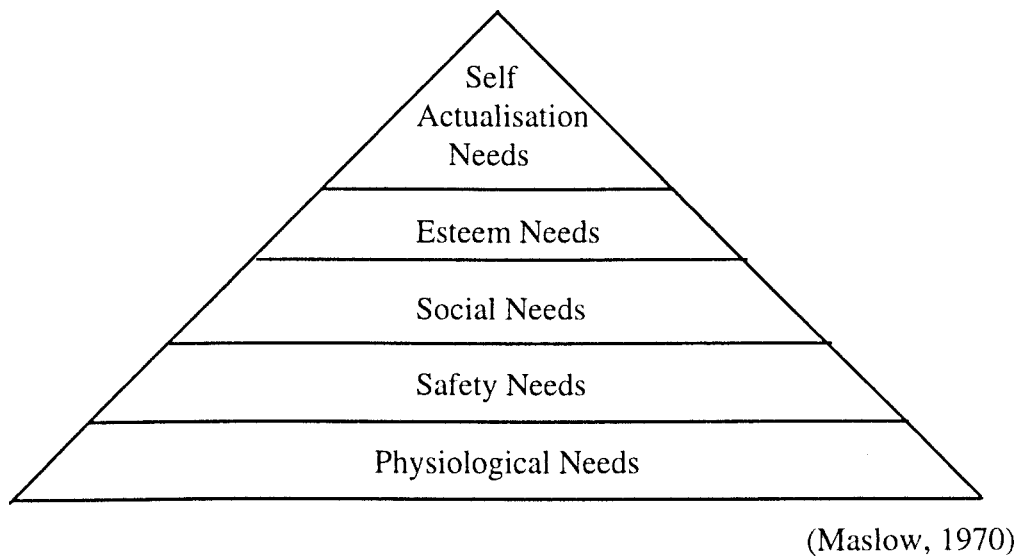 Self
Actualisation
Needs
Esteem Needs
Social Needs
Safety Needs
Physiological Needs
(Maslow, 1970)